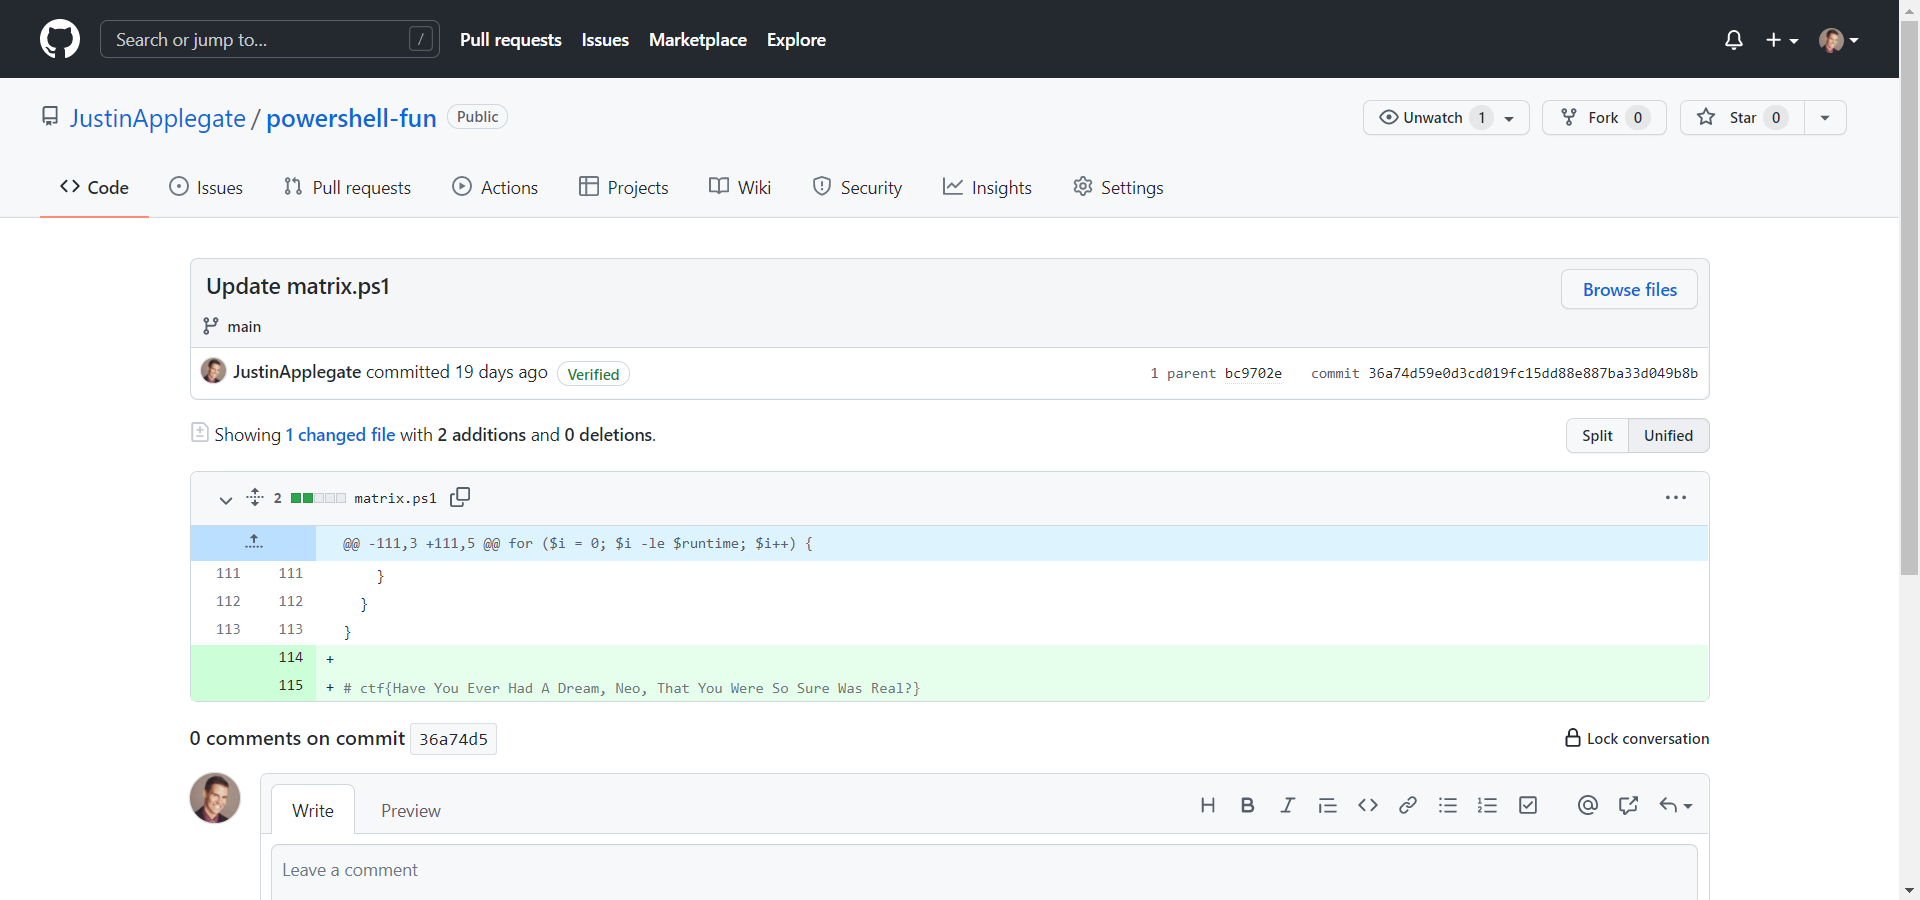 Search or jump to... /
Pull requests Issues Marketplace Explore
JustinApplegate / powershell-fun Public
Unwatch 1 Fork 0 Star 0
Code Issues Pull requests Actions Projects Wiki Security Insights Settings
Update matrix.ps1
Browse files
main
JustinApplegate committed 19 days ago Verified
1 parent bc9702e commit 36a74d59e0d3cd019fc15dd88e887ba33d049b8b
Showing 1 changed file with 2 additions and 0 deletions.
Split Unified
2 matrix.ps1
@@ -111,3 +111,5 @@ for ($i = 0; $i -le $runtime; $i++) {
111 111 }
112 112 }
113 113 }
114 +
115 + # ctf{Have You Ever Had A Dream, Neo, That You Were So Sure Was Real?}
0 comments on commit 36a74d5
Lock conversation
Write Preview
Leave a comment